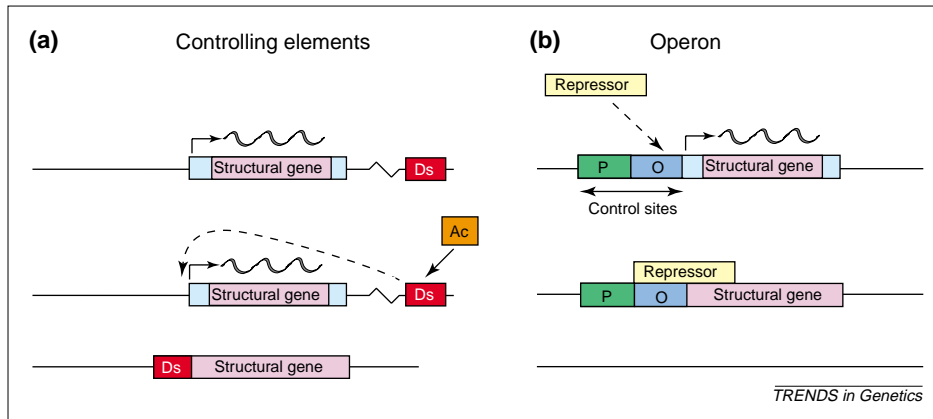 (a) Controlling elements
Structural gene
Ds
Ac
Structural gene
Ds
Ds Structural gene
(b) Operon
Repressor
P O Structural gene
Control sites
Repressor
P O Structural gene
TRENDS in Genetics